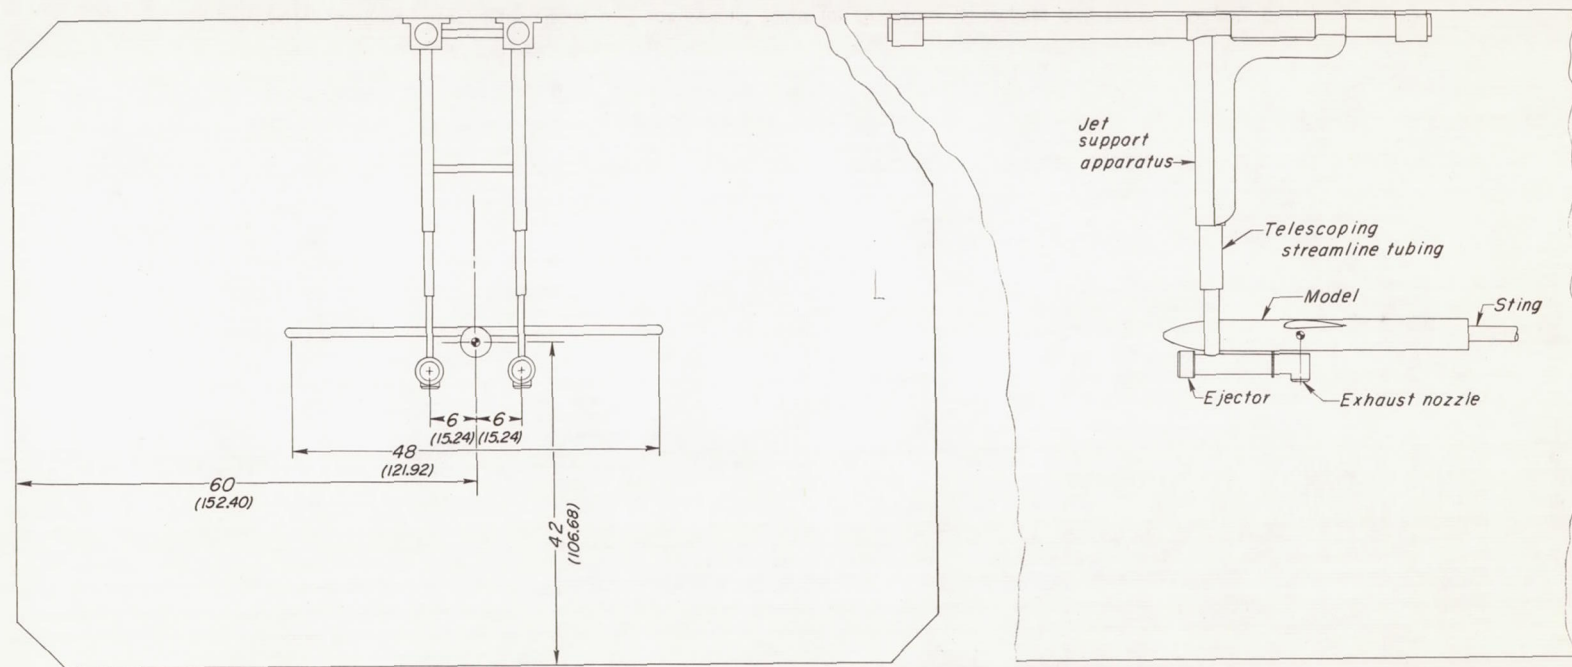 Jet
support
apparatus
Telescoping
streamline tubing
Model
Sting
Ejector
Exhaust nozzle
6 6
(15.24) (15.24)
48
(121.92)
60
(152.40)
42
(106.68)